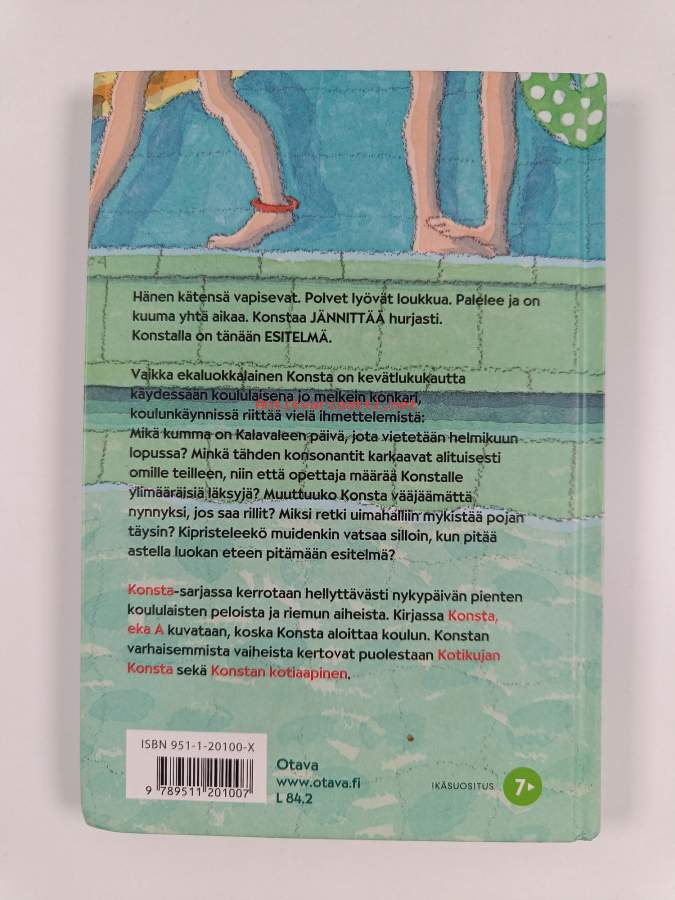 Hänen kätensä vapisevat. Polvet lyövät loukkua. Palelee ja on
kuuma yhtä aikaa. Konstaa JÄNNITTÄÄ hurjasti.
Konstalla on tänään ESITELMÄ.
Vaikka ekaluokkalainen Konsta on kevätlukukautta
käydessään koululaisena jo melkein konkari,
Antikvariaatti.net
koulunkäynnissä riittää vielä ihmettelemistä:
Mikä kumma on Kalavaleen päivä, jota vietetään helmikuun
lopussa? Minkä tähden konsonantit karkaavat alituisesti
omille teilleen, niin että opettaja määrää Konstalle
ylimääräisiä läksyjä? Muuttuuko Konsta vääjäämättä
nynnyksi, jos saa rillit? Miksi retki uimahalliin mykistää pojan
täysin? Kipristeleekö muidenkin vatsaa silloin, kun pitää
astella luokan eteen pitämään esitelmä?
Konsta-sarjassa kerrotaan hellyttävästi nykypäivän pienten
koululaisten peloista ja riemun aiheista. Kirjassa Konsta,
eka A kuvataan, koska Konsta aloittaa koulun. Konstan
varhaisemmista vaiheista kertovat puolestaan Kotikujan
Konsta sekä Konstan kotiaapinen.
ISBN 951-1-20100-X
9 789511 201007
Otava
www.otava.fi
L 84.2
IKÄSUOSITUS 7